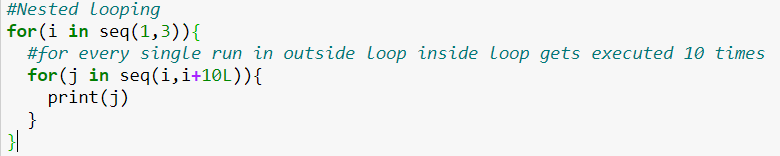 #Nested looping
for(i in seq(1,3)){
  #for every single run in outside loop inside loop gets executed 10 times
  for(j in seq(i,i+10L)){
    print(j)
  }
}